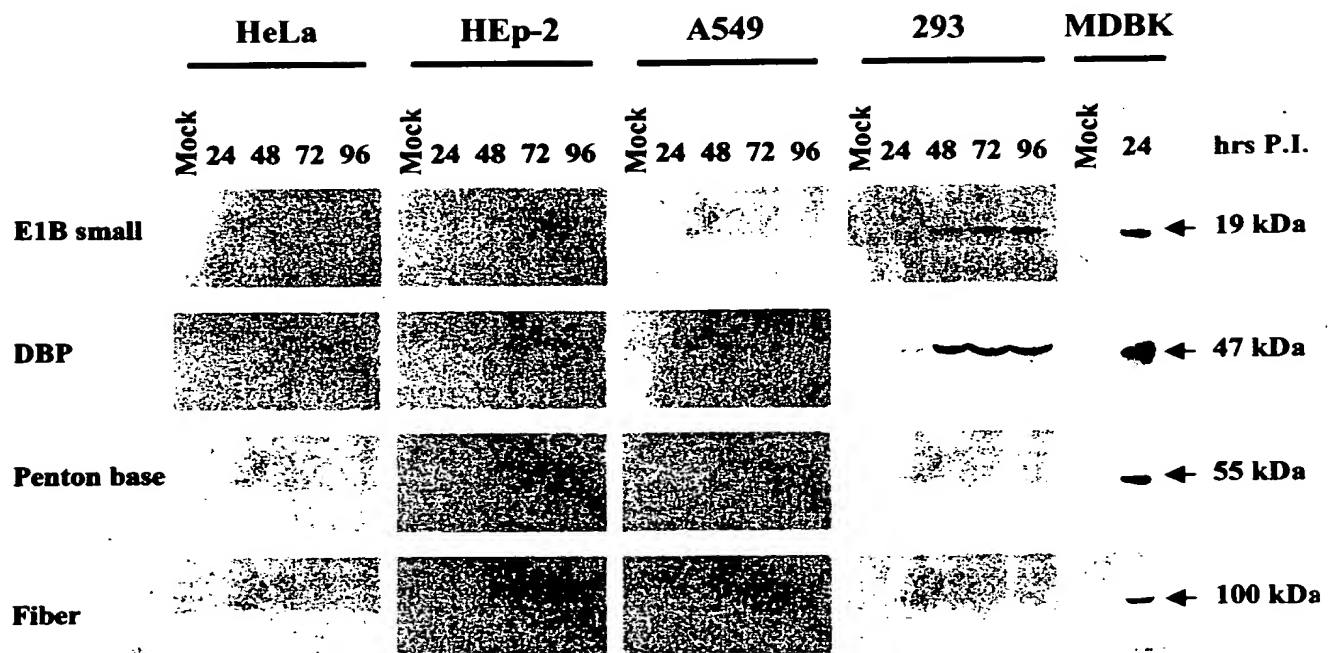 HeLa HEp-2 A549 293 MDBK
Mock 24 48 72 96 Mock 24 48 72 96 Mock 24 48 72 96 Mock 24 48 72 96 Mock 24 hrs P.I.
E1B small 19 kDa
DBP 47 kDa
Penton base 55 kDa
Fiber 100 kDa